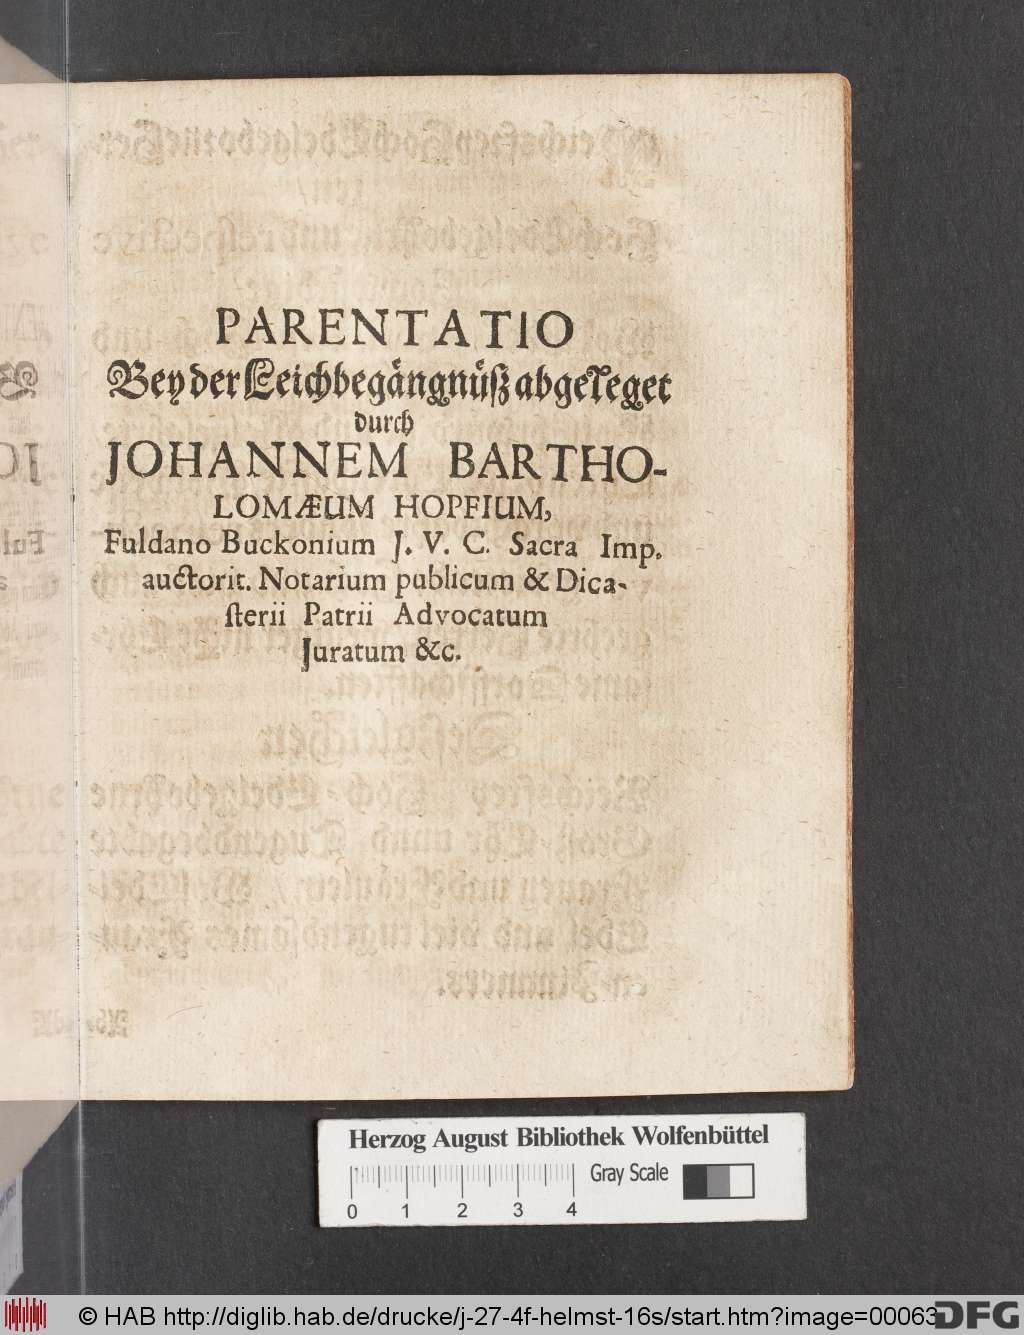 PARENTATIO
Bey der Leichbegängnüß abgeleget
durch
JOHANNEM BARTHO-
LOMÆUM HOPFIUM,
Fuldano Buckonium J. V. C. Sacra Imp.
auctorit. Notarium publicum & Dica-
sterii Patrii Advocatum
Juratum &c.
Herzog August Bibliothek Wolfenbüttel
Gray Scale
0 1 2 3 4
© HAB http://diglib.hab.de/drucke/j-27-4f-helmst-16s/start.htm?image=00063
DFG